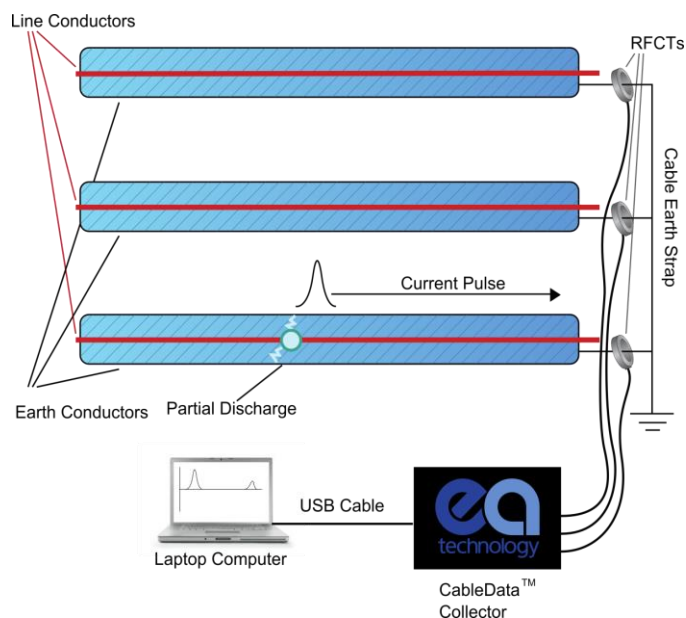 Line Conductors
RFCTs
Cable Earth Strap
Current Pulse
Earth Conductors
Partial Discharge
USB Cable
ea
technology
Laptop Computer
CableData™
Collector